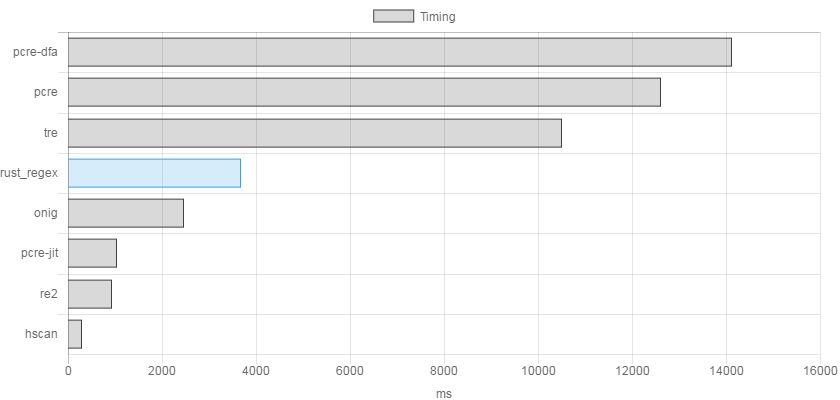 Timing
pcre-dfa
pcre
tre
rust_regex
onig
pcre-jit
re2
hscan
0 2000 4000 6000 8000 10000 12000 14000 16000
ms